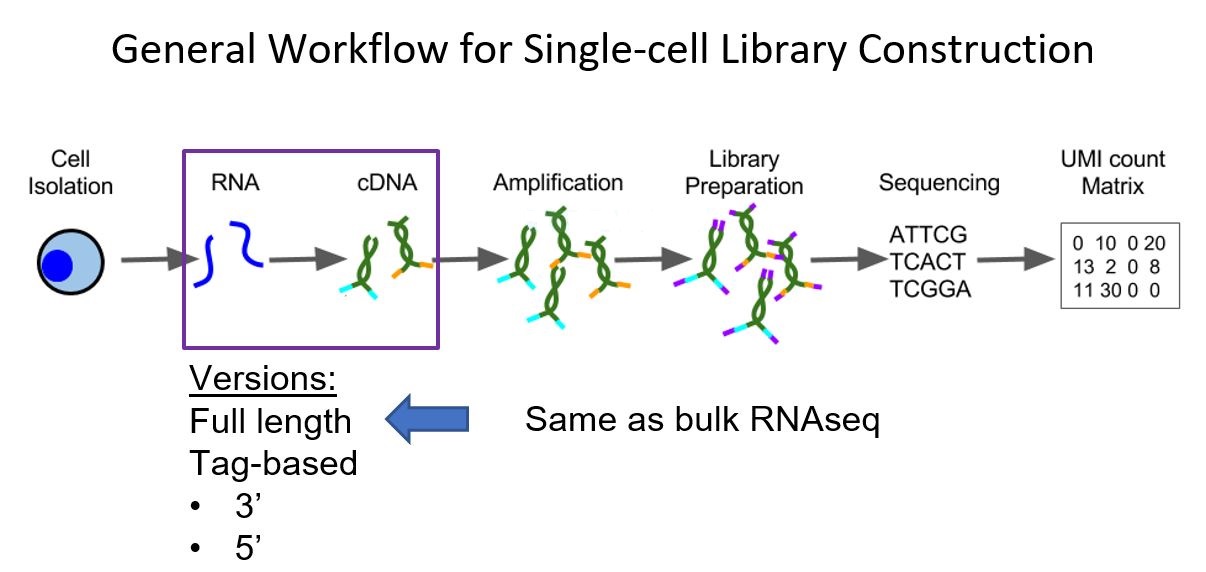 General Workflow for Single-cell Library Construction
Cell
Isolation
RNA
cDNA
Amplification
Library
Preparation
Sequencing
UMI count
Matrix
ATTCG
TCACT
TCGGA
0 10 0 20
13 2 0 8
11 30 0 0
Versions:
Full length
Same as bulk RNAseq
Tag-based
• 3’
• 5’